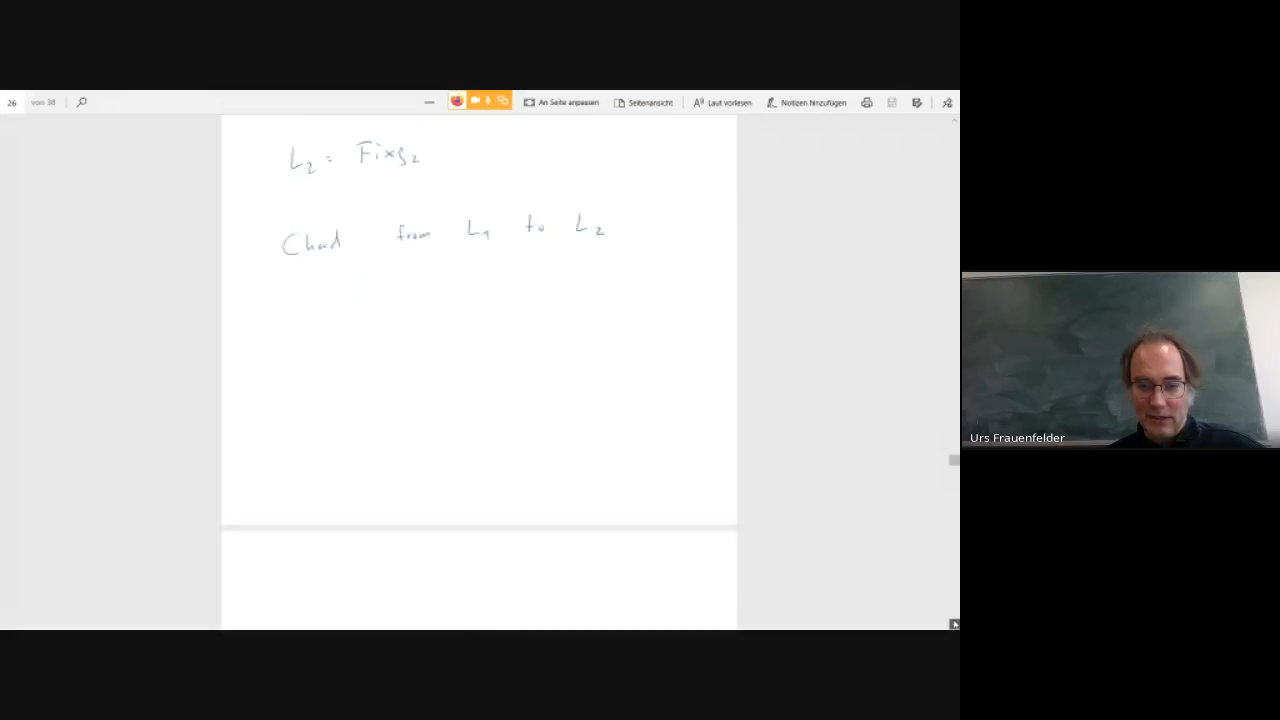 26 von 38 An Seite anpassen Seitenansicht Laut vorlesen Notizen hinzufügen
L₂ = Fix ρ₂
Chord from L₁ to L₂
Urs Frauenfelder